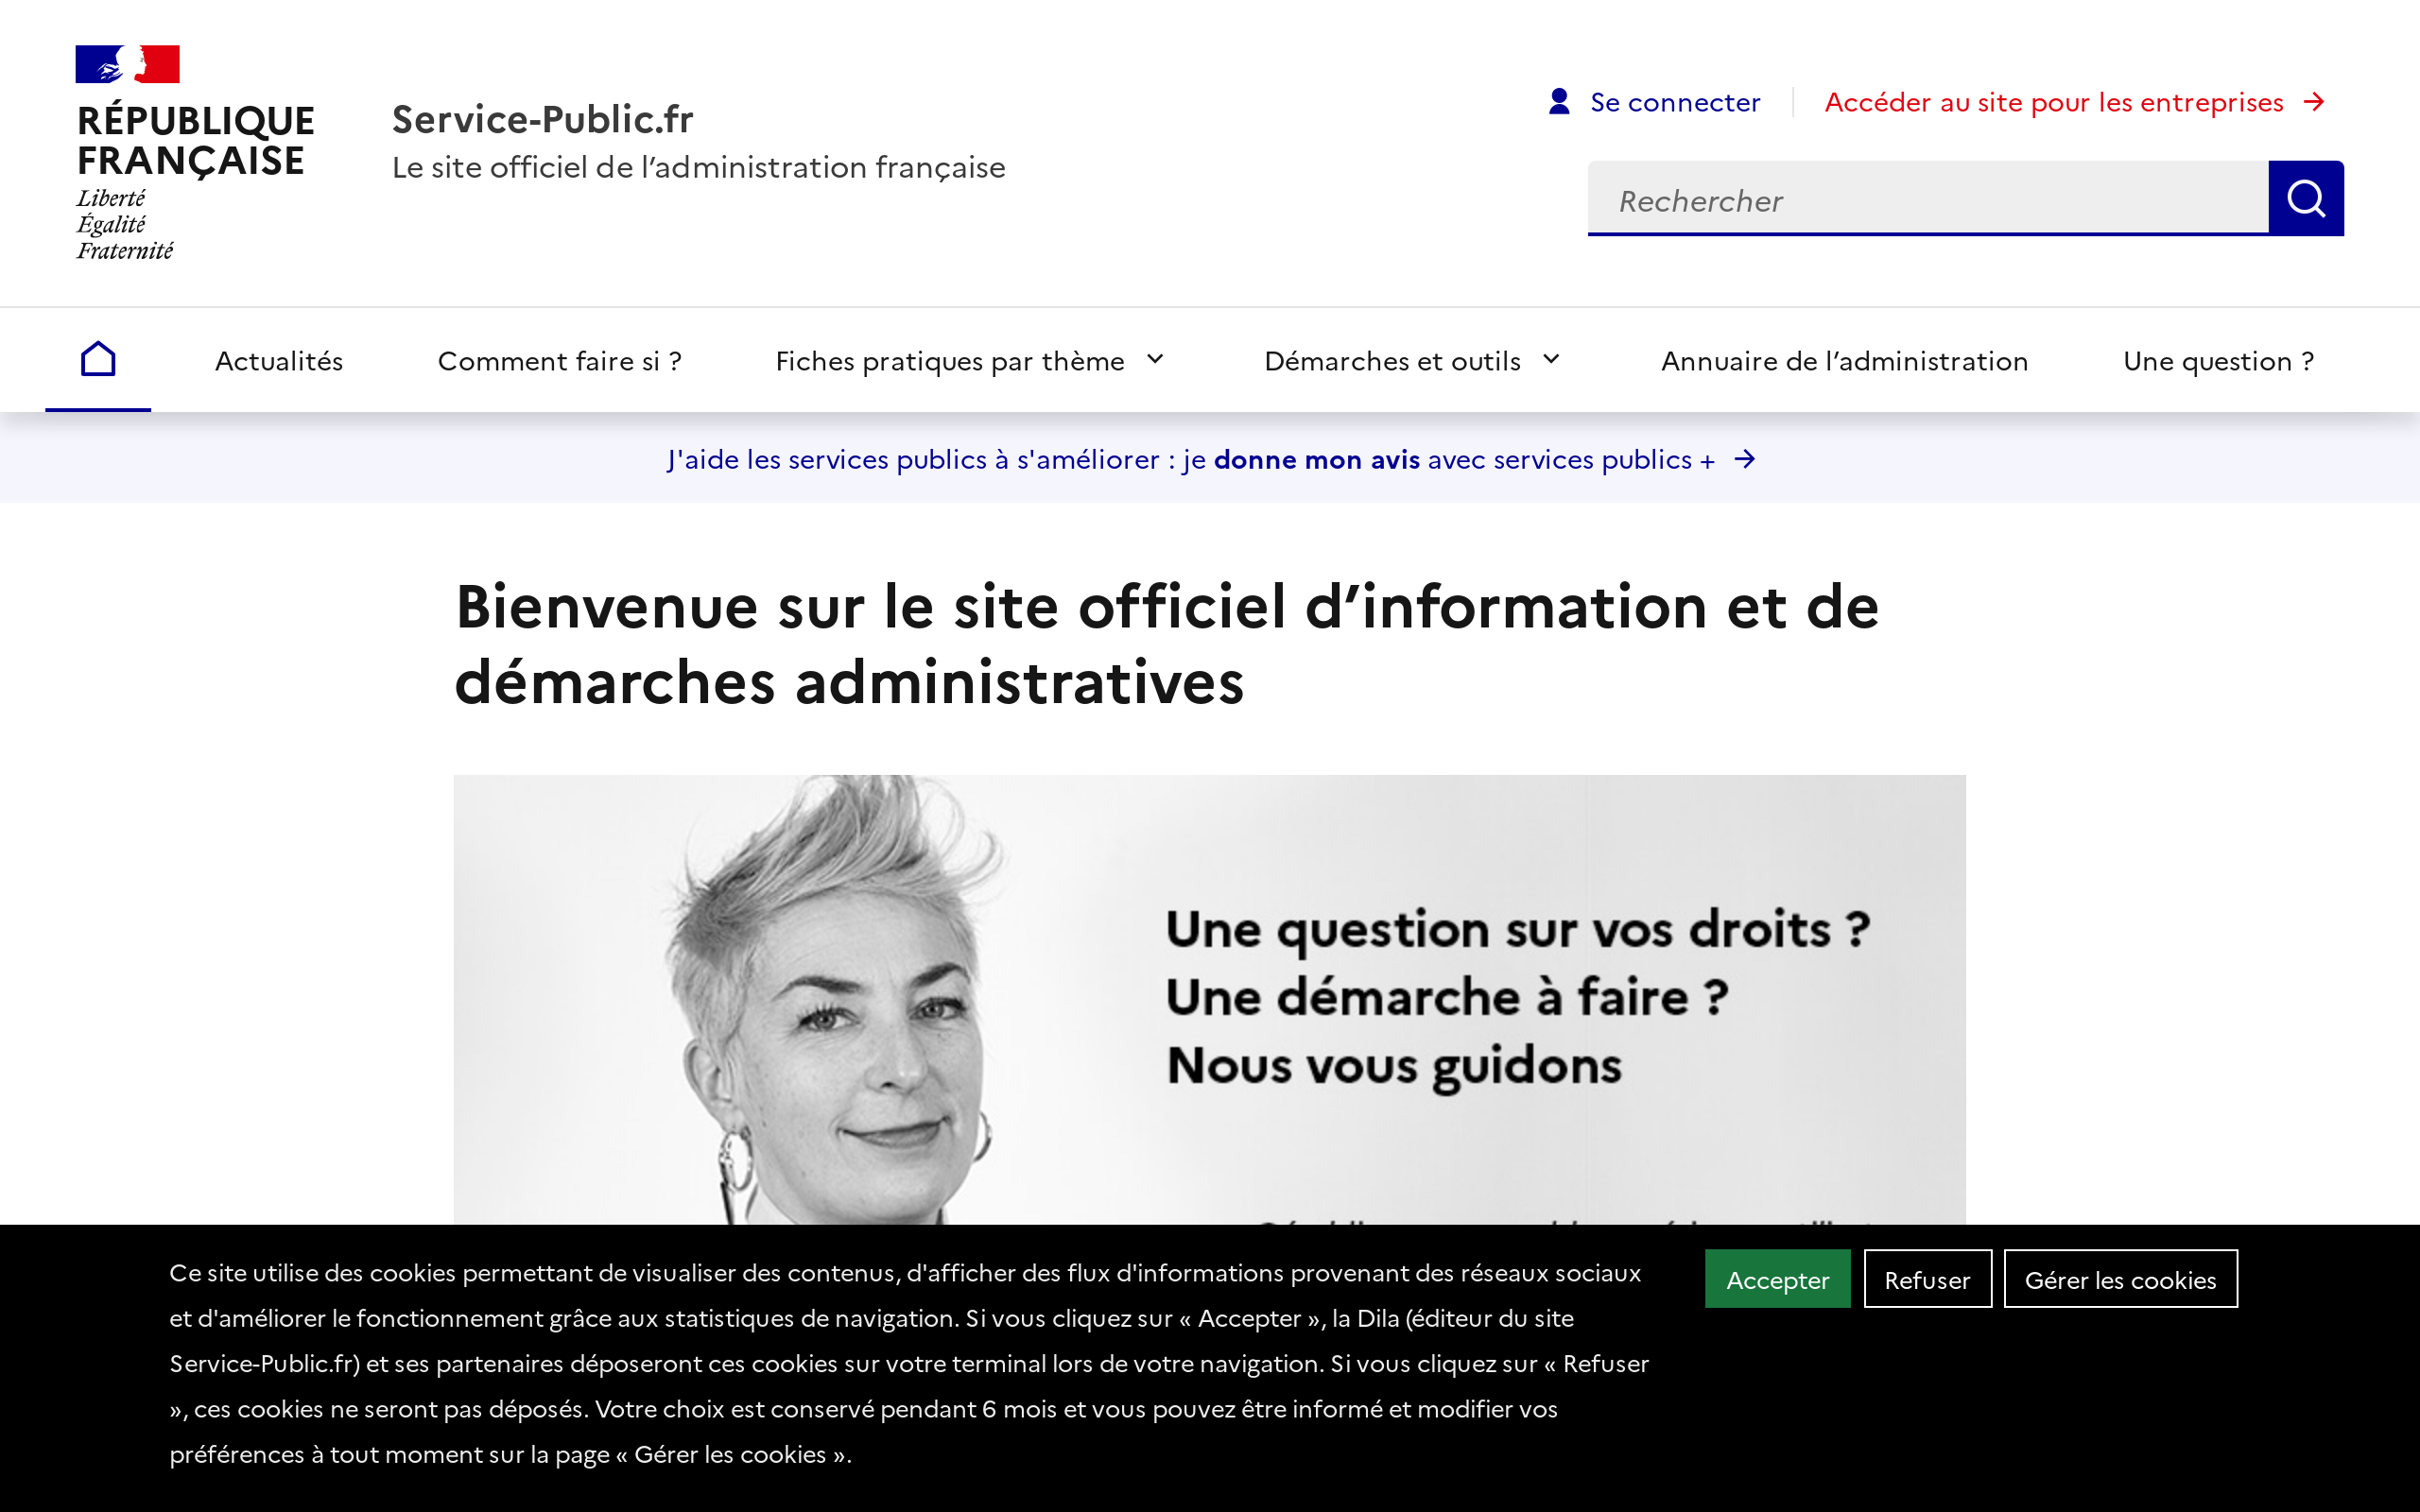 RÉPUBLIQUE
FRANÇAISE
Liberté
Égalité
Fraternité
Service-Public.fr
Le site officiel de l’administration française
Se connecter
Accéder au site pour les entreprises
Rechercher
Actualités
Comment faire si ?
Fiches pratiques par thème
Démarches et outils
Annuaire de l’administration
Une question ?
J'aide les services publics à s'améliorer : je donne mon avis avec services publics +
Bienvenue sur le site officiel d’information et de
démarches administratives
Une question sur vos droits ?
Une démarche à faire ?
Nous vous guidons
Ce site utilise des cookies permettant de visualiser des contenus, d'afficher des flux d'informations provenant des réseaux sociaux
et d'améliorer le fonctionnement grâce aux statistiques de navigation. Si vous cliquez sur « Accepter », la Dila (éditeur du site
Service-Public.fr) et ses partenaires déposeront ces cookies sur votre terminal lors de votre navigation. Si vous cliquez sur « Refuser
», ces cookies ne seront pas déposés. Votre choix est conservé pendant 6 mois et vous pouvez être informé et modifier vos
préférences à tout moment sur la page « Gérer les cookies ».
Accepter
Refuser
Gérer les cookies